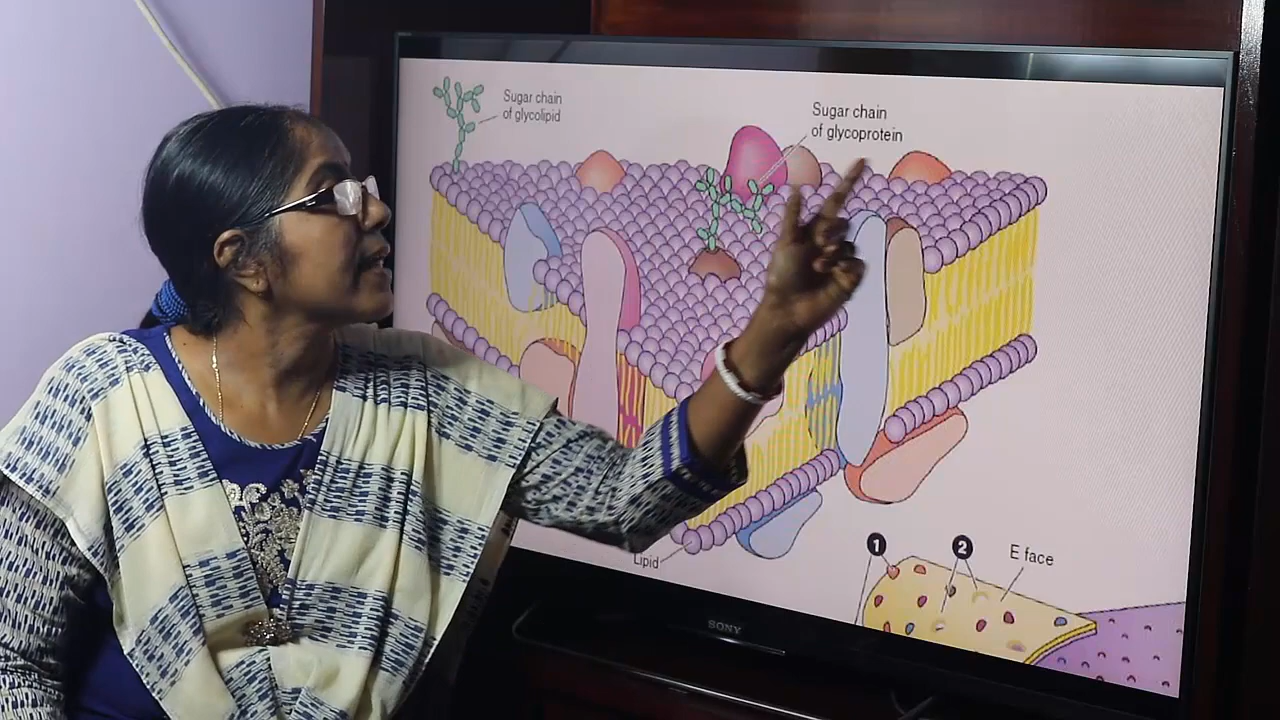 Sugar chain
of glycolipid
Sugar chain
of glycoprotein
Lipid
1
2
E face
SONY